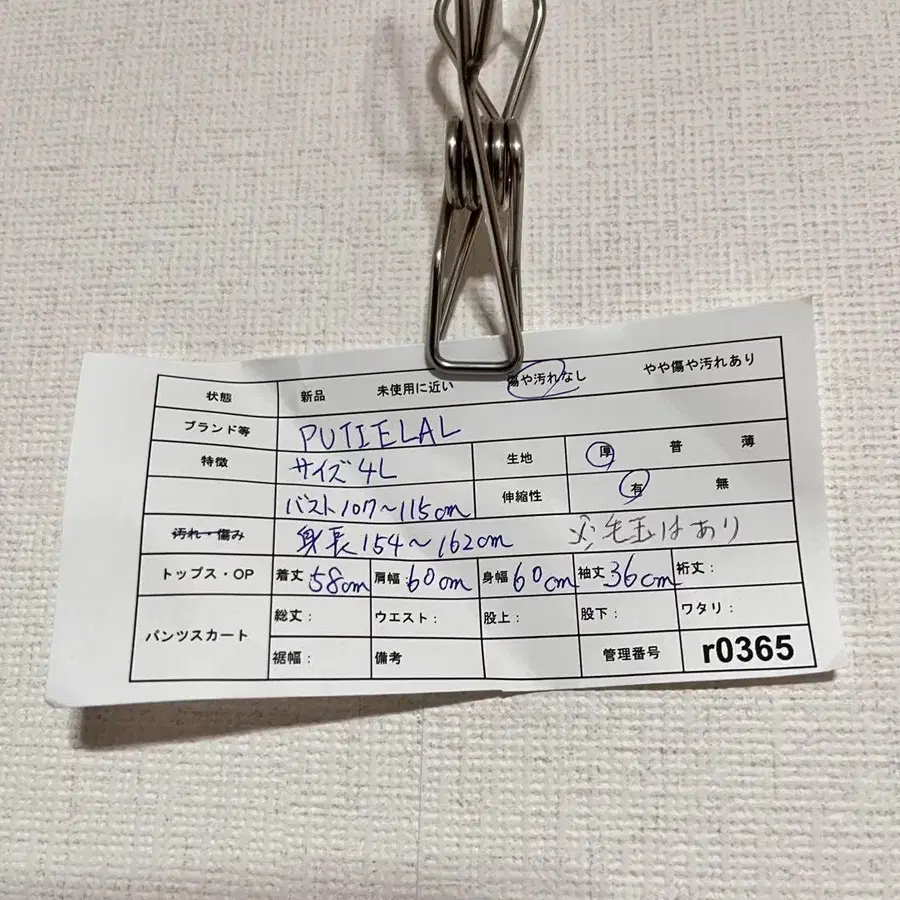 状態 新品 未使用に近い 傷や汚れなし やや傷や汚れあり
ブランド等 PUTIELAL
特徴 サイズ4L 生地 厚 普 薄
バスト107〜115cm 伸縮性 有 無
汚れ・傷み 身長154〜162cm ※毛玉はあり
トップス・OP 着丈58cm 肩幅60cm 身幅60cm 袖丈36cm 裄丈：
パンツスカート 総丈： ウエスト： 股上： 股下： ワタリ：
裾幅： 備考 管理番号 r0365